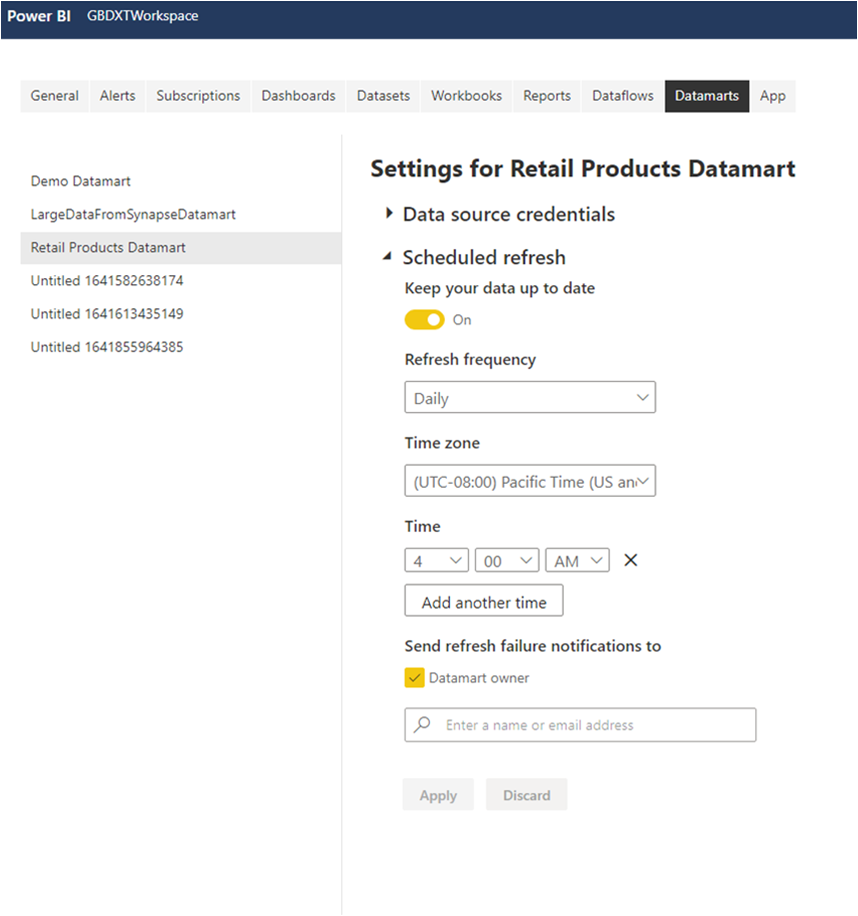 Power BI GBDXTWorkspace
General Alerts Subscriptions Dashboards Datasets Workbooks Reports Dataflows Datamarts App
Demo Datamart
LargeDataFromSynapseDatamart
Retail Products Datamart
Untitled 1641582638174
Untitled 1641613435149
Untitled 1641855964385
Settings for Retail Products Datamart
Data source credentials
Scheduled refresh
Keep your data up to date
On
Refresh frequency
Daily
Time zone
(UTC-08:00) Pacific Time (US an
Time
4 00 AM
Add another time
Send refresh failure notifications to
Datamart owner
Enter a name or email address
Apply Discard